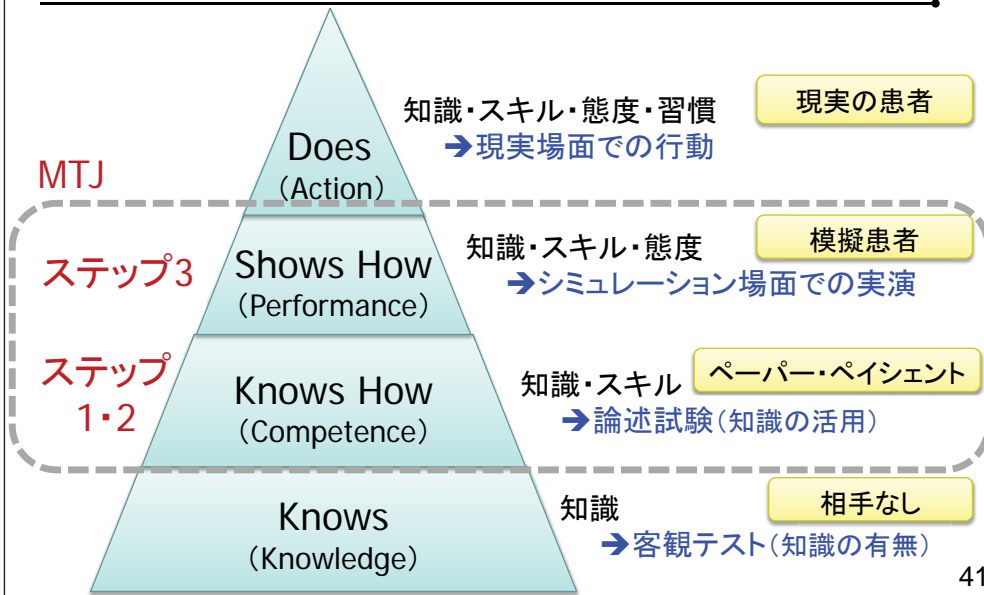 知識・スキル・態度・習慣
➔現実場面での行動
現実の患者
Does
(Action)
MTJ
ステップ3
Shows How
(Performance)
知識・スキル・態度
➔シミュレーション場面での実演
模擬患者
ステップ
1・2
Knows How
(Competence)
知識・スキル
➔論述試験(知識の活用)
ペーパー・ペイシェント
Knows
(Knowledge)
知識
➔客観テスト(知識の有無)
相手なし
41